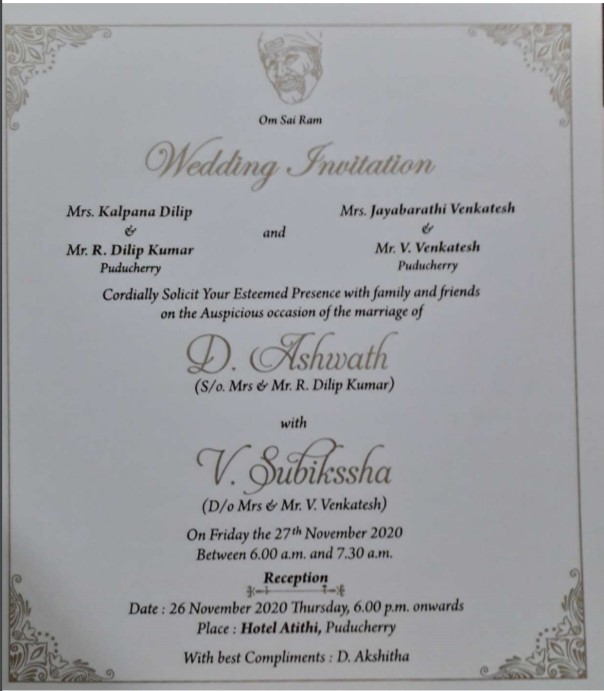 Om Sai Ram
Wedding Invitation
Mrs. Kalpana Dilip
&
Mr. R. Dilip Kumar
Puducherry
and
Mrs. Jayabarathi Venkatesh
&
Mr. V. Venkatesh
Puducherry
Cordially Solicit Your Esteemed Presence with family and friends
on the Auspicious occasion of the marriage of
D. Ashwath
(S/o. Mrs & Mr. R. Dilip Kumar)
with
V. Subikssha
(D/o Mrs & Mr. V. Venkatesh)
On Friday the 27th November 2020
Between 6.00 a.m. and 7.30 a.m.
Reception
Date : 26 November 2020 Thursday, 6.00 p.m. onwards
Place : Hotel Atithi, Puducherry
With best Compliments : D. Akshitha